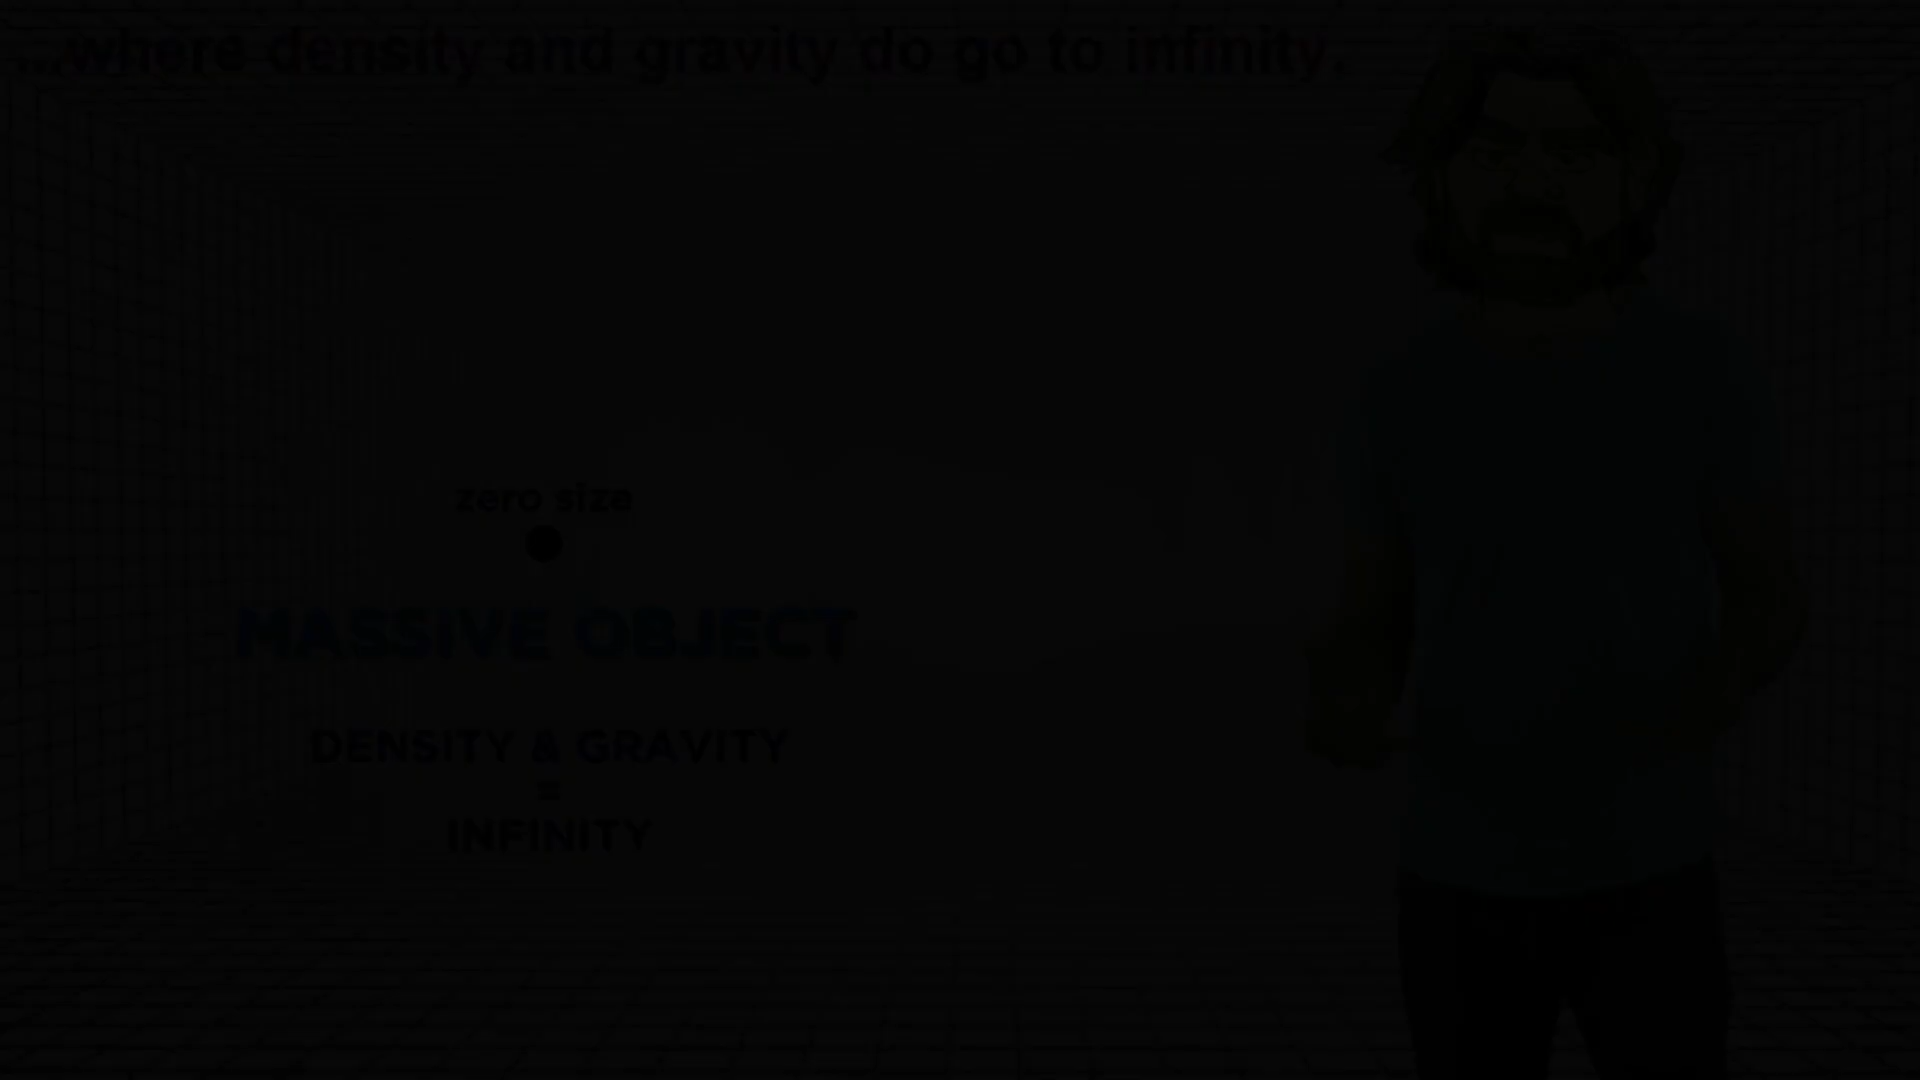 ...where density and gravity do go to infinity.
zero size
MASSIVE OBJECT
DENSITY & GRAVITY
=
INFINITY